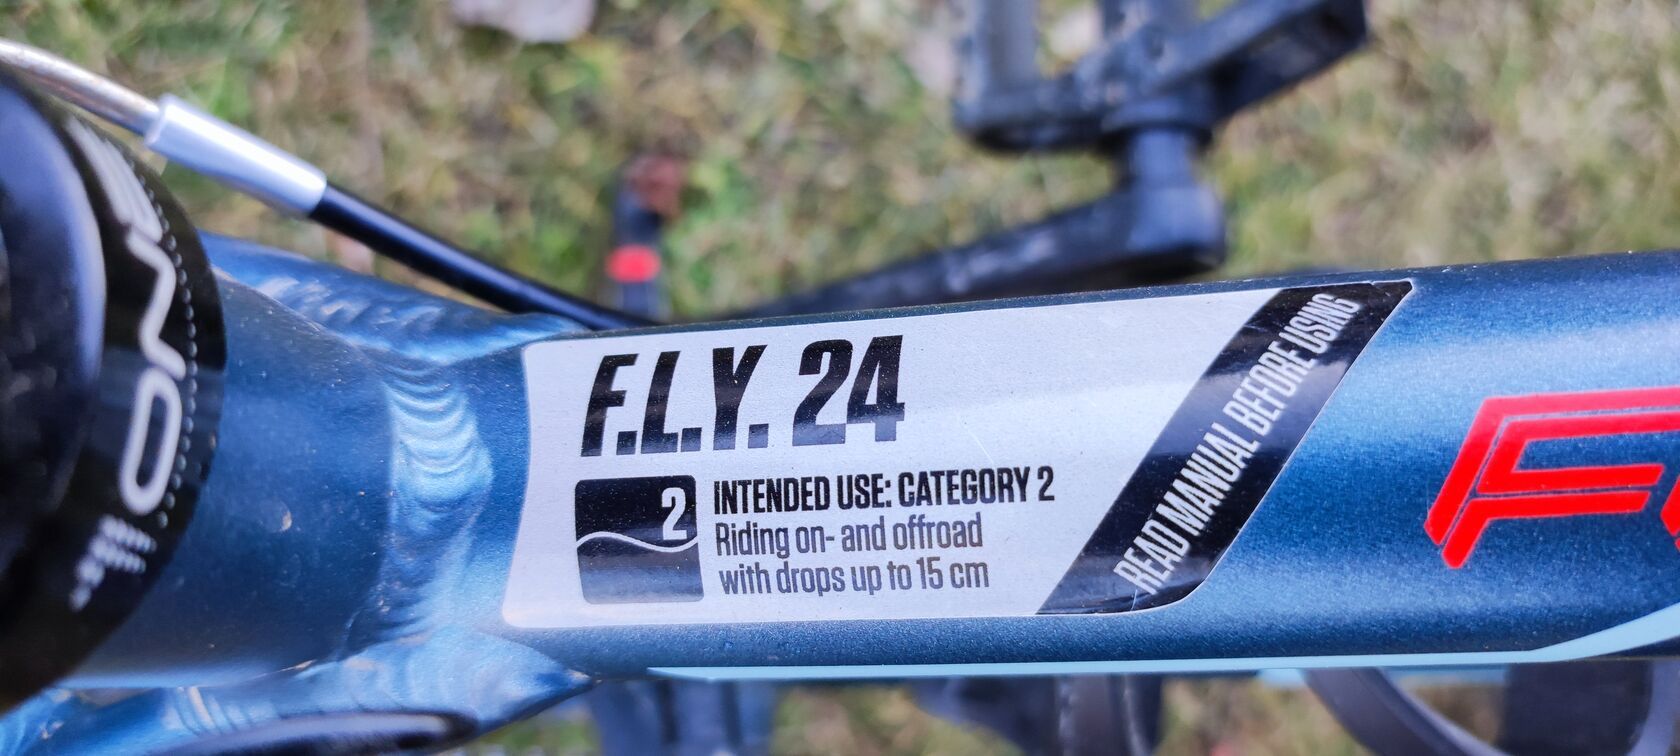 F.L.Y. 24
2
INTENDED USE: CATEGORY 2
Riding on- and offroad
with drops up to 15 cm
READ MANUAL BEFORE USING